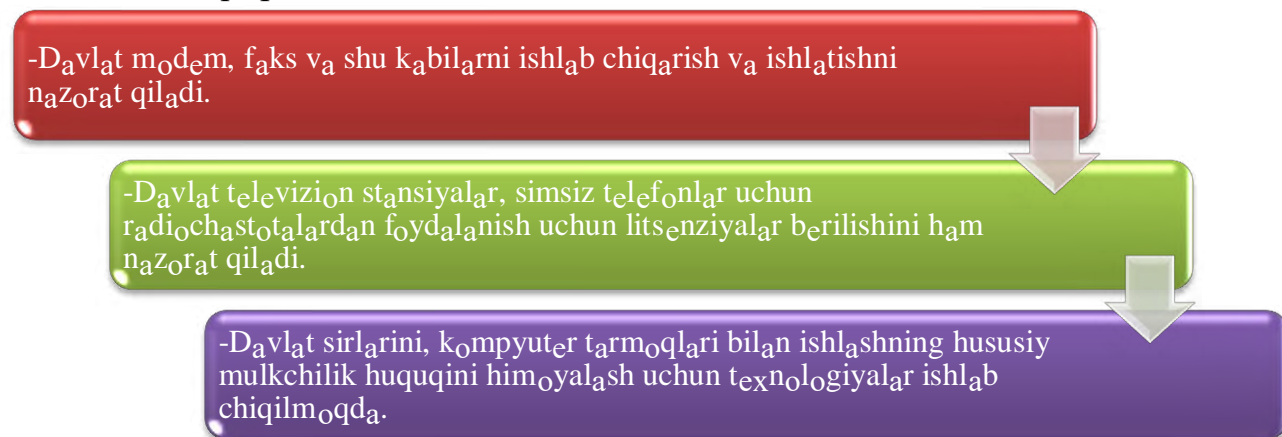 -Davlat modem, faks va shu kabilarni ishlab chiqarish va ishlatishni
nazorat qiladi.
-Davlat televizion stansiyalar, simsiz telefonlar uchun
radiochastotalardan foydalanish uchun litsenziyalar berilishini ham
nazorat qiladi.
-Davlat sirlarini, kompyuter tarmoqlari bilan ishlashning hususiy
mulkchilik huquqini himoyalash uchun texnologiyalar ishlab
chiqilmoqda.